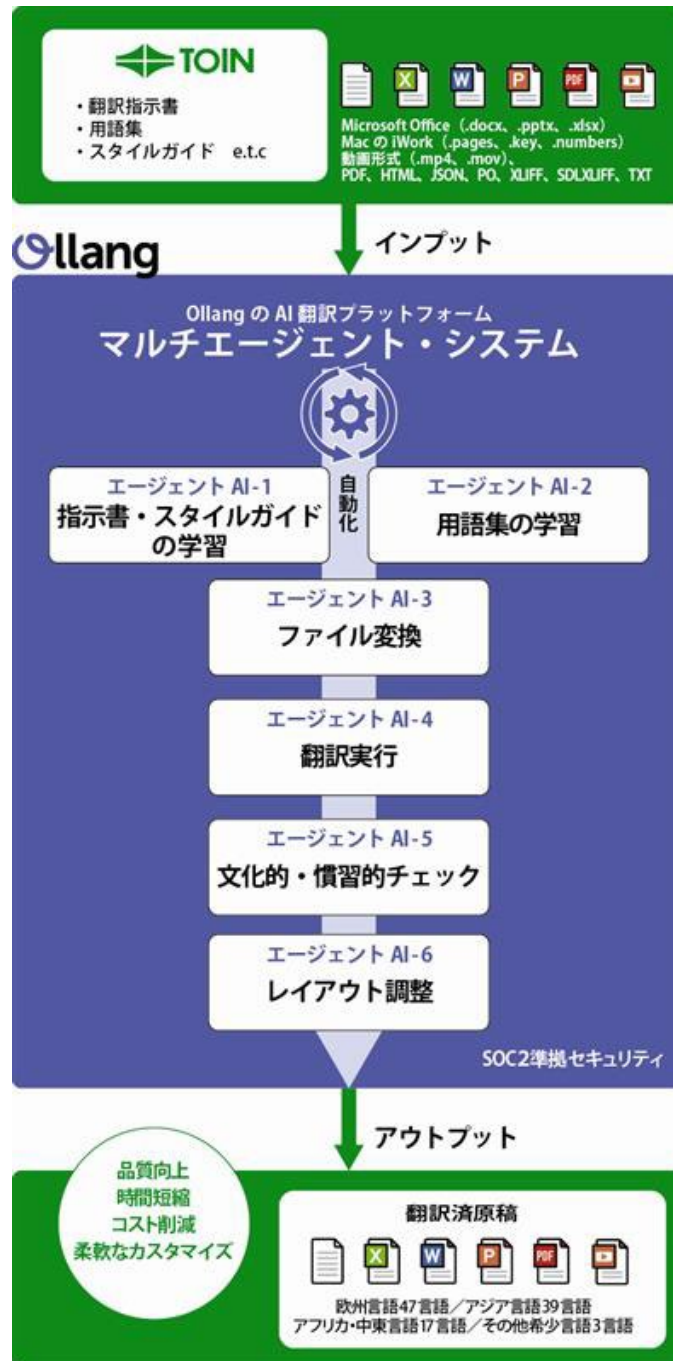 TOIN
・翻訳指示書
・用語集
・スタイルガイド e.t.c
X
W
P
PDF
Microsoft Office（.docx、.pptx、.xlsx）
Mac の iWork（.pages、.key、.numbers）
動画形式（.mp4、.mov）、
PDF、HTML、JSON、PO、XLIFF、SDLXLIFF、TXT
インプット
Ollang
Ollang の AI 翻訳プラットフォーム
マルチエージェント・システム
自動化
エージェント AI-1
指示書・スタイルガイド
の学習
エージェント AI-2
用語集の学習
エージェント AI-3
ファイル変換
エージェント AI-4
翻訳実行
エージェント AI-5
文化的・慣習的チェック
エージェント AI-6
レイアウト調整
SOC2準拠セキュリティ
アウトプット
品質向上
時間短縮
コスト削減
柔軟なカスタマイズ
翻訳済原稿
X
W
P
PDF
欧州言語47言語／アジア言語39言語
アフリカ・中東言語17言語／その他希少言語3言語